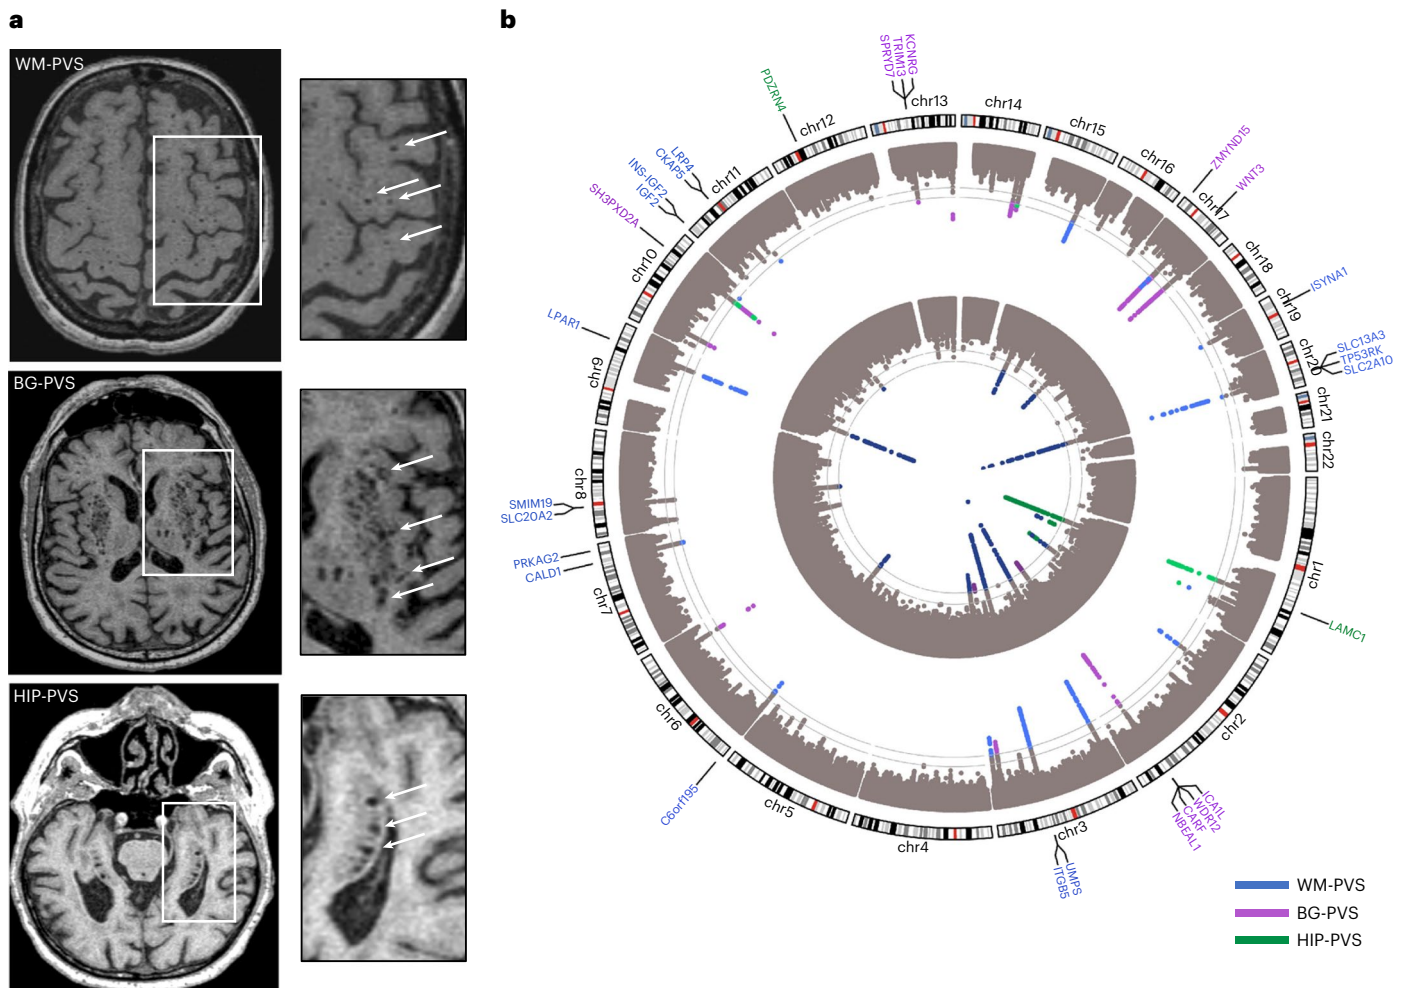 a
b
WM-PVS
BG-PVS
HIP-PVS
KCNRG
TRIM13
SPRYD7
PDZRN4
LRP4
CKAP5
INS-IGF2
IGF2
SH3PXD2A
LPAR1
SMIM19
SLC20A2
PRKAG2
CALD1
C6orf195
UMPS
ITGB5
ICA1L
WDR12
CARF
NBEAL1
LAMC1
SLC13A3
TP53RK
SLC2A10
ISYNA1
WNT3
ZMYND15
chr1
chr2
chr3
chr4
chr5
chr6
chr7
chr8
chr9
chr10
chr11
chr12
chr13
chr14
chr15
chr16
chr17
chr18
chr19
chr20
chr21
chr22
WM-PVS
BG-PVS
HIP-PVS